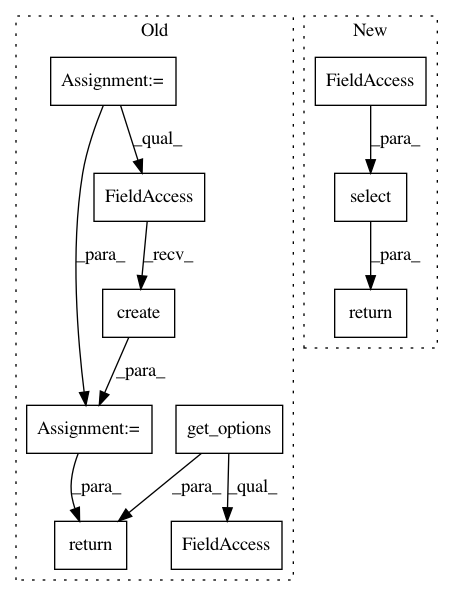 Old
New
Assignment:=
FieldAccess
_qual_
_para_
FieldAccess
select
_para_
_recv_
_para_
create
return
_para_
Assignment:=
get_options
_para_
_para_
_qual_
return
FieldAccess